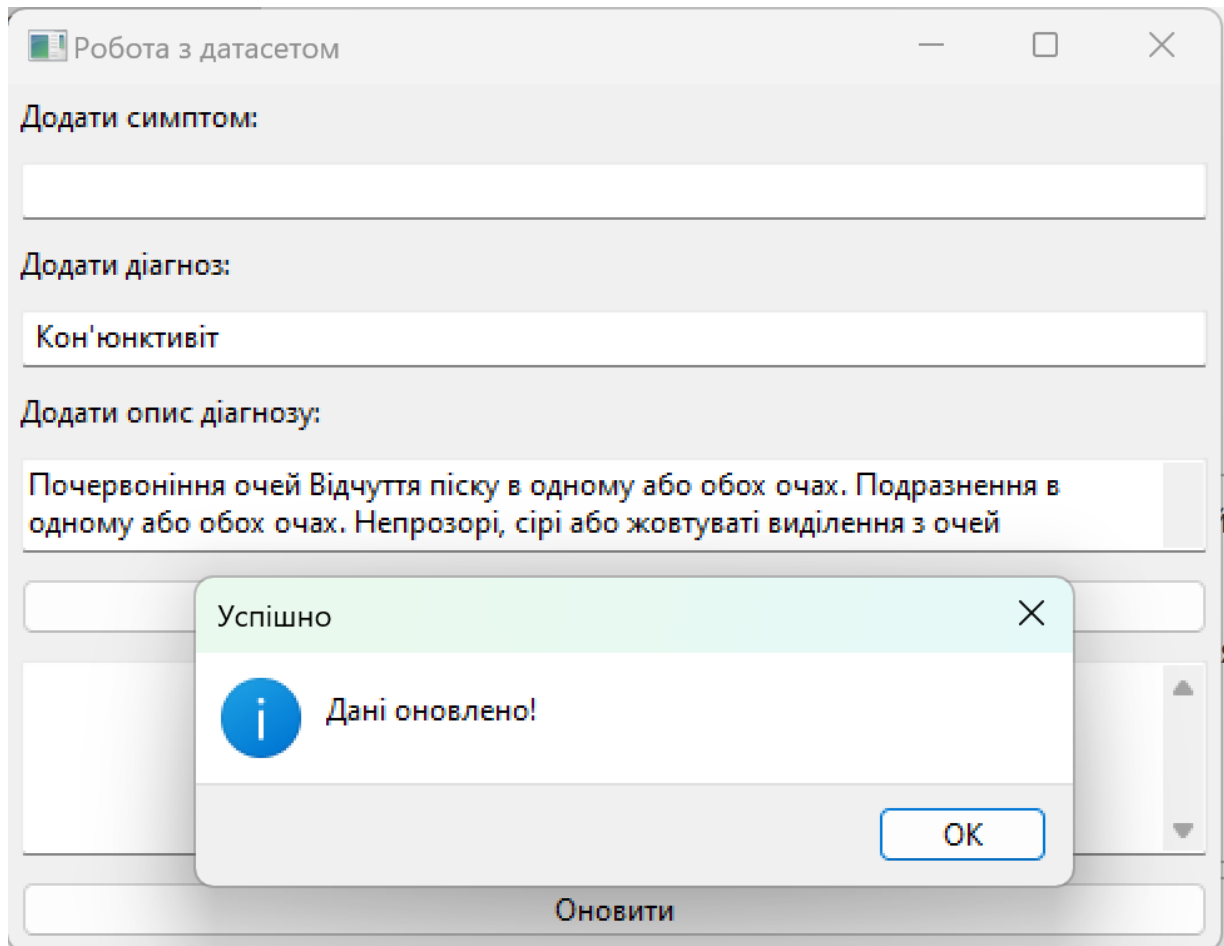 Робота з датасетом
Додати симптом:
Додати діагноз:
Кон'юнктивіт
Додати опис діагнозу:
Почервоніння очей Відчуття піску в одному або обох очах. Подразнення в
одному або обох очах. Непрозорі, сірі або жовтуваті виділення з очей
Успішно
Дані оновлено!
OK
Оновити